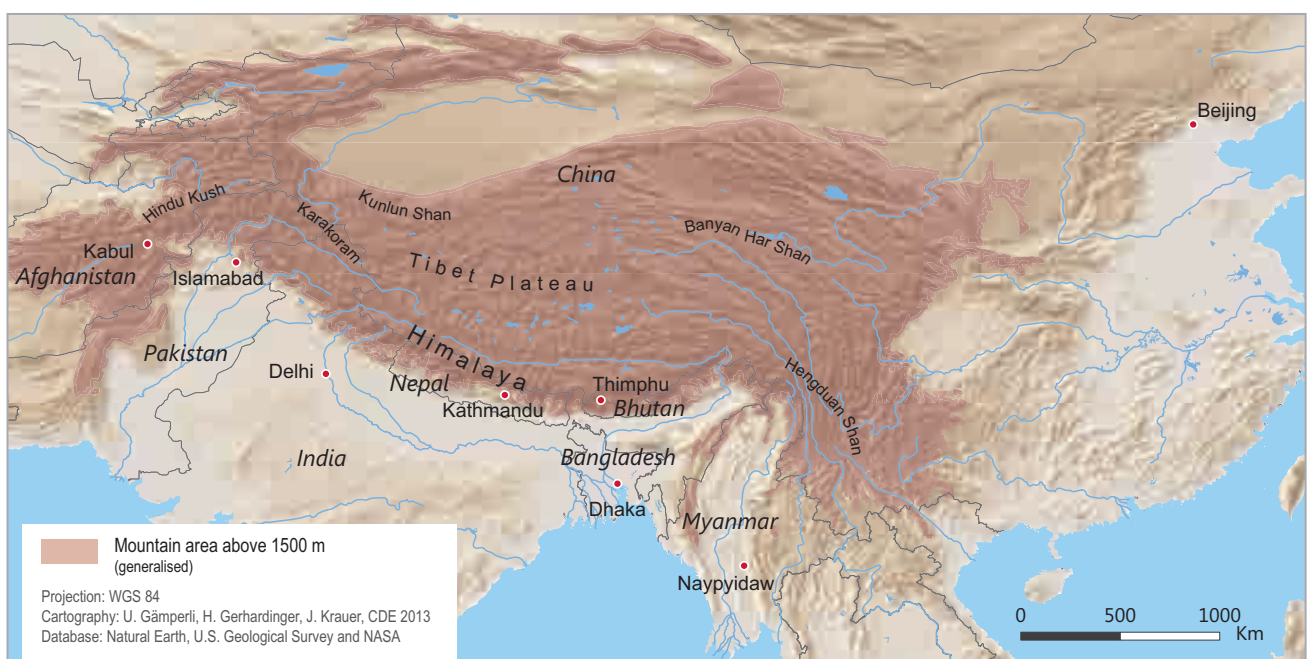 Beijing
China
Hindu Kush
Kunlun Shan
Karakoram
Banyan Har Shan
Kabul
Afghanistan
Islamabad
Tibet Plateau
Pakistan
Himalaya
Delhi
Nepal
Kathmandu
Thimphu
Bhutan
Hengduan Shan
India
Bangladesh
Dhaka
Myanmar
Naypyidaw
Mountain area above 1500 m
(generalised)
Projection: WGS 84
Cartography: U. Gämperli, H. Gerhardinger, J. Krauer, CDE 2013
Database: Natural Earth, U.S. Geological Survey and NASA
0 500 1000
Km